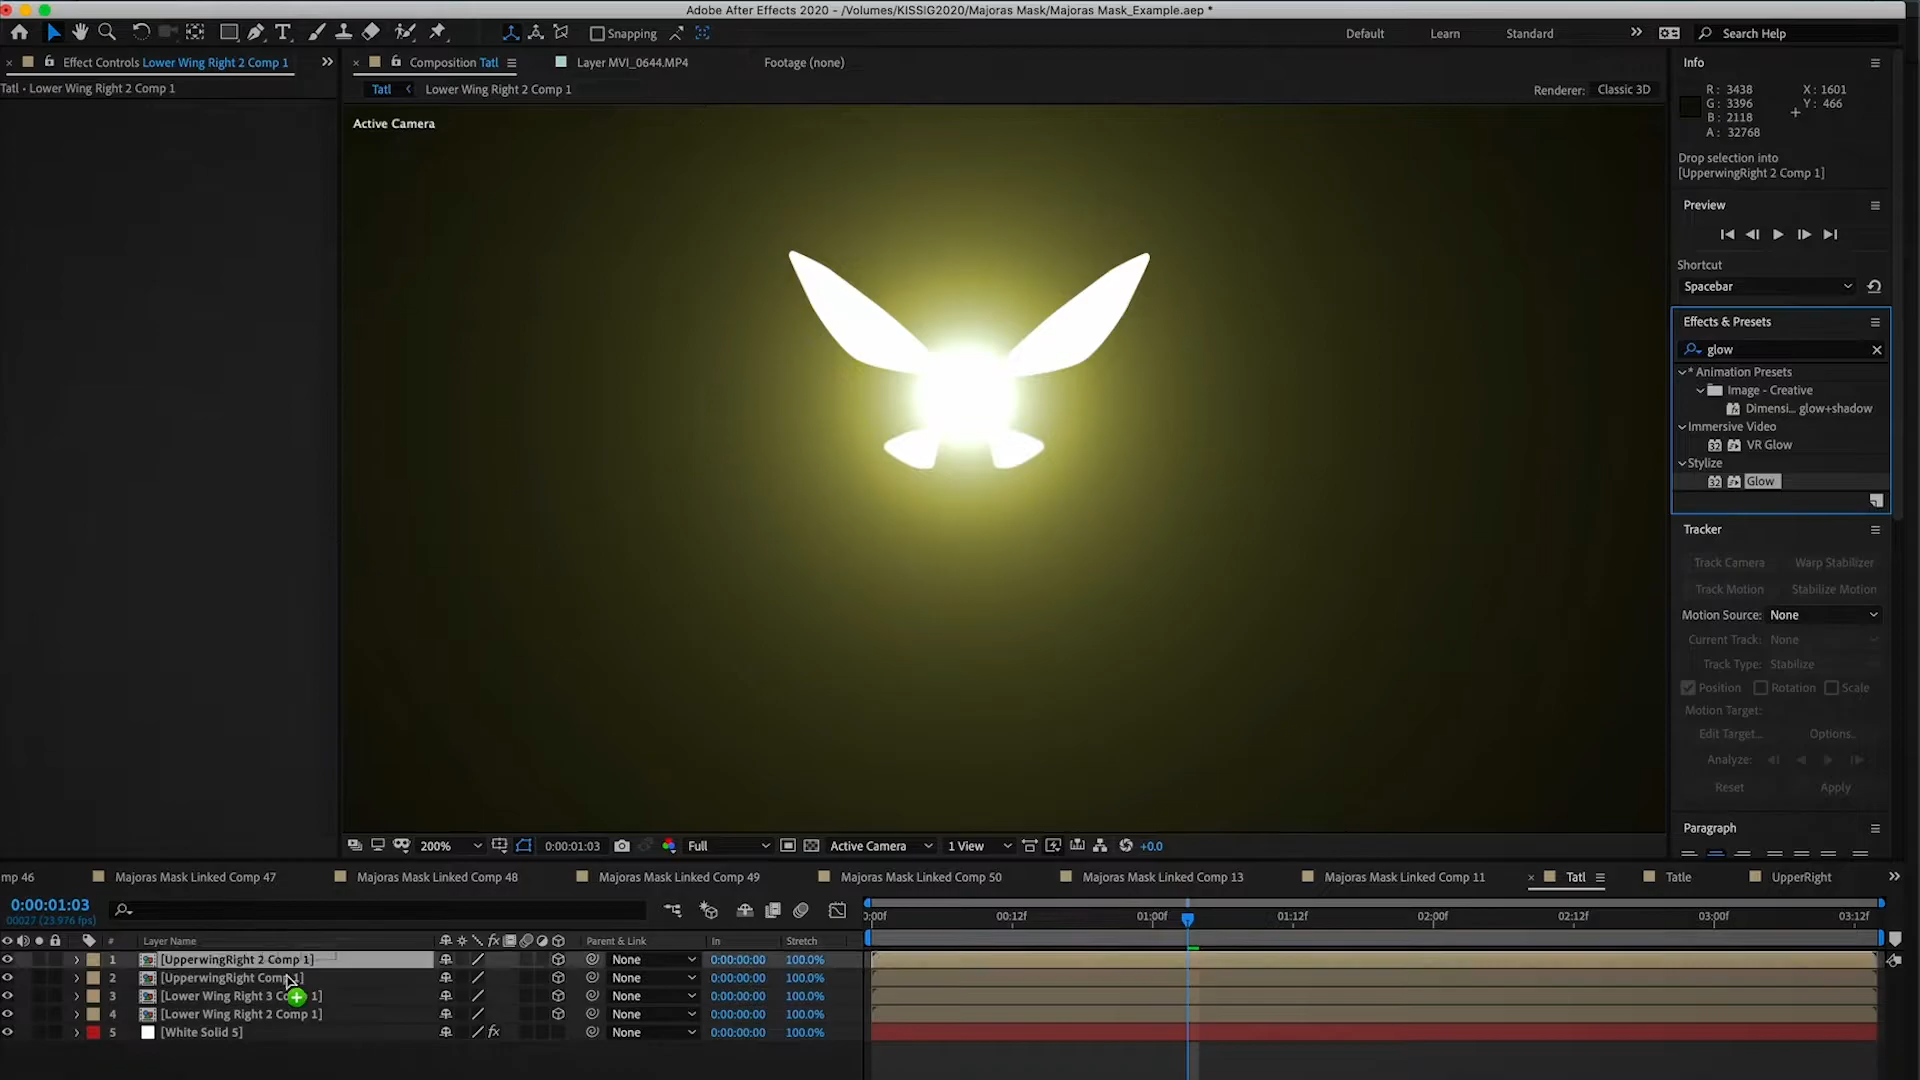 Adobe After Effects 2020 - /Volumes/KISSIG2020/Majoras Mask/Majoras Mask_Example.aep *
Snapping
Default
Learn
Standard
Search Help
Effect Controls Lower Wing Right 2 Comp 1
Composition Tatl
Layer MVI_0644.MP4
Footage (none)
Tatl • Lower Wing Right 2 Comp 1
Tatl
Lower Wing Right 2 Comp 1
Renderer: Classic 3D
Active Camera
Info
R : 3438
G : 3396
B : 2118
A : 32768
X : 1601
Y : 466
Drop selection into
[UpperwingRight 2 Comp 1]
Preview
Shortcut
Spacebar
Effects & Presets
glow
* Animation Presets
Image - Creative
Dimensi... glow+shadow
Immersive Video
32 VR Glow
Stylize
32 Glow
Tracker
Track Camera
Warp Stabilizer
Track Motion
Stabilize Motion
Motion Source: None
Current Track: None
Track Type: Stabilize
Position Rotation Scale
Motion Target:
Edit Target...
Options..
Analyze:
Reset
Apply
Paragraph
200%
0:00:01:03
Full
Active Camera
1 View
+0.0
mp 46
Majoras Mask Linked Comp 47
Majoras Mask Linked Comp 48
Majoras Mask Linked Comp 49
Majoras Mask Linked Comp 50
Majoras Mask Linked Comp 13
Majoras Mask Linked Comp 11
Tatl
Tatle
UpperRight
0:00:01:03
00027 (23.976 fps)
:00f 00:12f 01:00f 01:12f 02:00f 02:12f 03:00f 03:12f
# Layer Name fx Parent & Link In Stretch
1 [UpperwingRight 2 Comp 1] None 0:00:00:00 100.0%
2 [UpperwingRight Comp 1] None 0:00:00:00 100.0%
3 [Lower Wing Right 3 1] None 0:00:00:00 100.0%
4 [Lower Wing Right 2 Comp 1] None 0:00:00:00 100.0%
5 [White Solid 5] fx None 0:00:00:00 100.0%